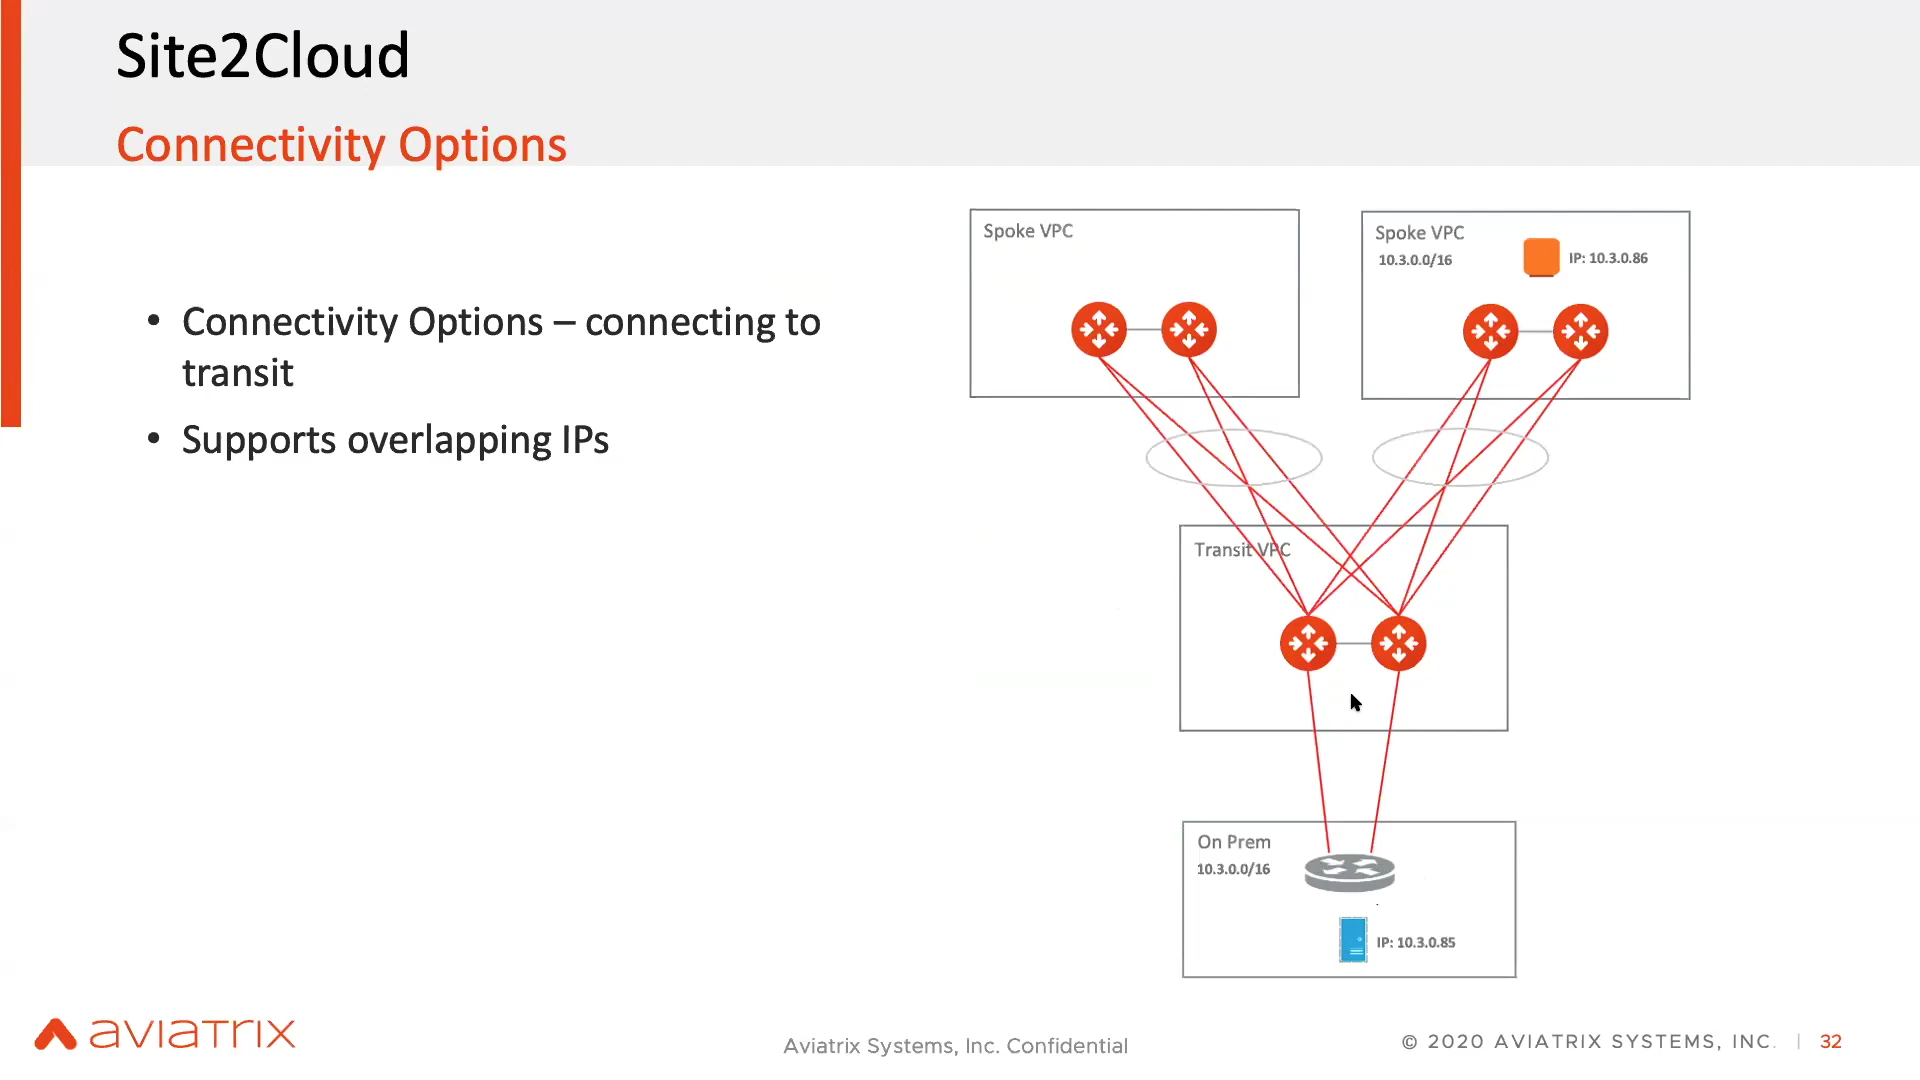 Site2Cloud
Connectivity Options
• Connectivity Options – connecting to
transit
• Supports overlapping IPs
Spoke VPC
Spoke VPC
10.3.0.0/16
IP: 10.3.0.86
Transit VPC
On Prem
10.3.0.0/16
IP: 10.3.0.85
aviatrix
Aviatrix Systems, Inc. Confidential
© 2020 AVIATRIX SYSTEMS, INC. | 32